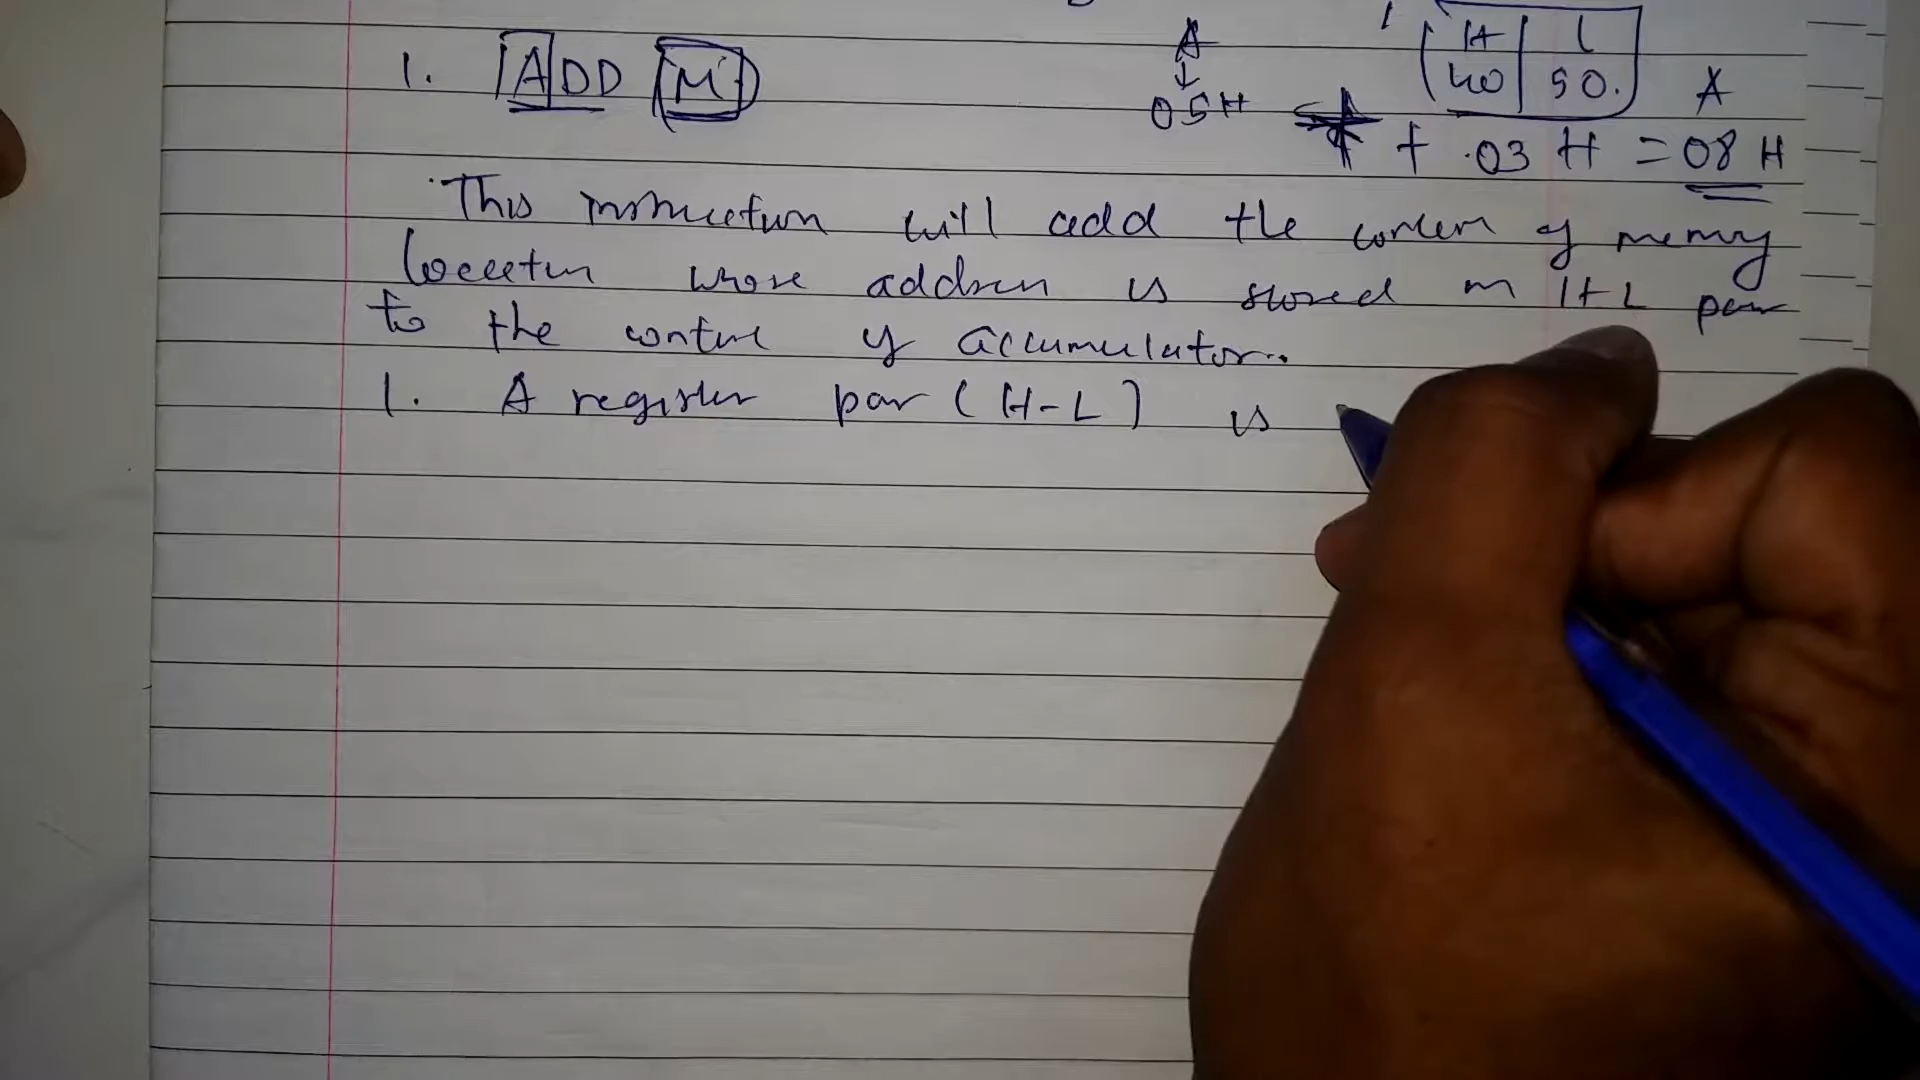 A H L
1. ADD M ↓ 40 50. A
05H + .03 H = 08 H
This instruction will add the content of memory
location whose address is stored in H L pair
to the content of accumulator..
1. A register pair (H-L) is